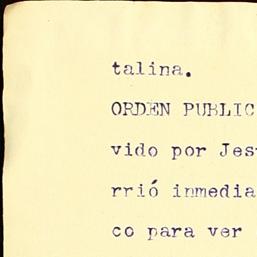 talina.
ORDEN PUBLIC
vido por Jes
rrió inmedia
co para ver